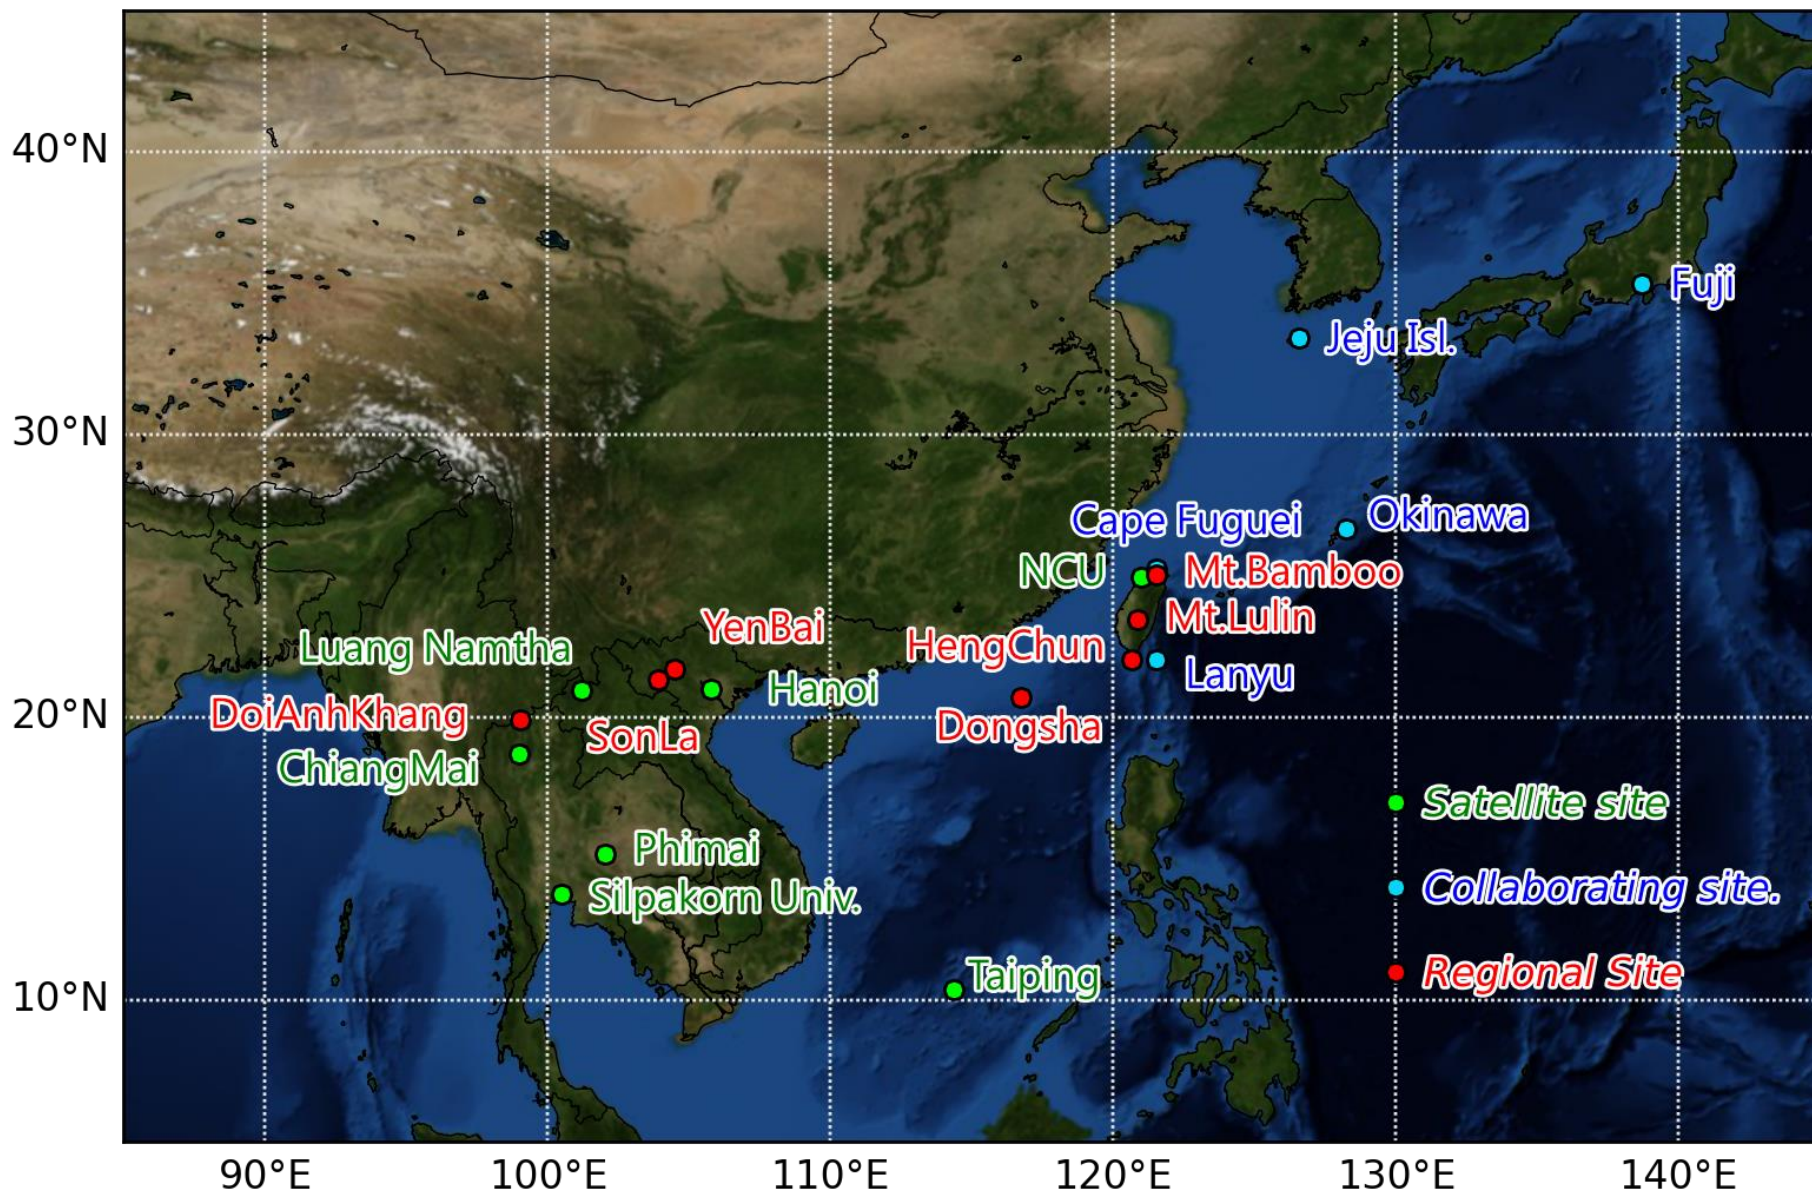 40°N
30°N
20°N
10°N
90°E
100°E
110°E
120°E
130°E
140°E
Fuji
Jeju Isl.
Okinawa
Cape Fuguei
NCU
Mt.Bamboo
Mt.Lulin
YenBai
HengChun
Luang Namtha
Lanyu
Hanoi
DoiAnhKhang
Dongsha
SonLa
ChiangMai
Phimai
Silpakorn Univ.
Taiping
Satellite site
Collaborating site.
Regional Site